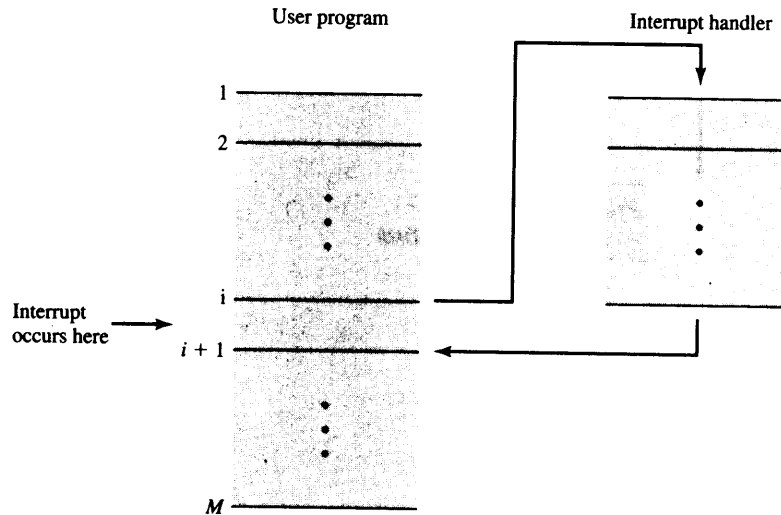 User program
Interrupt handler
1
2
i
Interrupt
occurs here
i + 1
M